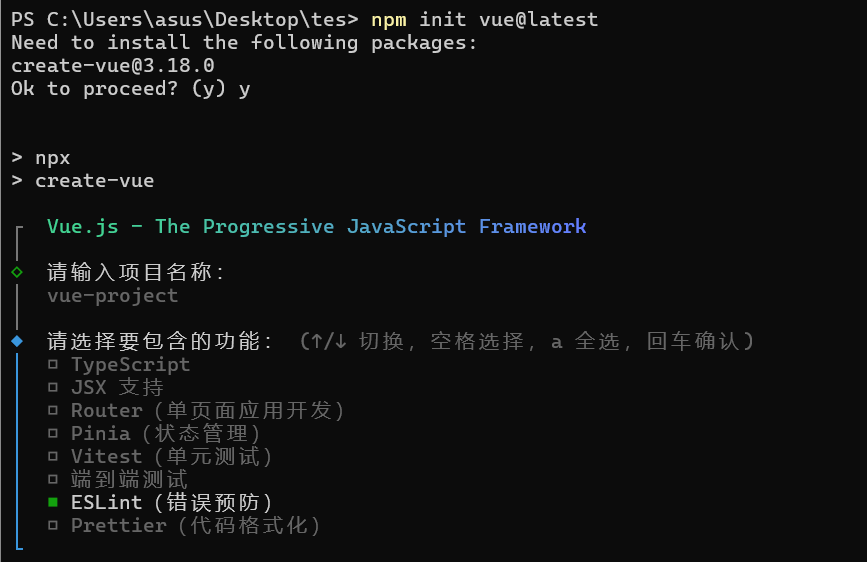 PS C:\Users\asus\Desktop\tes> npm init vue@latest
Need to install the following packages:
create-vue@3.18.0
Ok to proceed? (y) y
> npx
> create-vue
Vue.js - The Progressive JavaScript Framework
请输入项目名称：
vue-project
请选择要包含的功能： (↑/↓ 切换，空格选择，a 全选，回车确认)
TypeScript
JSX 支持
Router（单页面应用开发）
Pinia（状态管理）
Vitest（单元测试）
端到端测试
ESLint（错误预防）
Prettier（代码格式化）